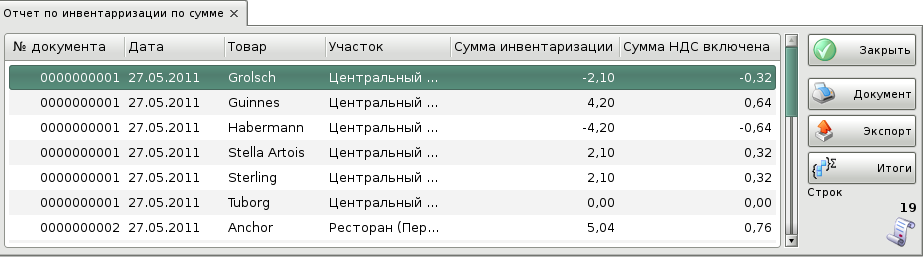 Отчет по инвентарризации по сумме ×
№ документа Дата Товар Участок Сумма инвентаризации Сумма НДС включена
0000000001 27.05.2011 Grolsch Центральный ... -2,10 -0,32
0000000001 27.05.2011 Guinnes Центральный ... 4,20 0,64
0000000001 27.05.2011 Habermann Центральный ... -4,20 -0,64
0000000001 27.05.2011 Stella Artois Центральный ... 2,10 0,32
0000000001 27.05.2011 Sterling Центральный ... 2,10 0,32
0000000001 27.05.2011 Tuborg Центральный ... 0,00 0,00
0000000002 27.05.2011 Anchor Ресторан (Пер... 5,04 0,76
Закрыть
Документ
Экспорт
Итоги
Строк
19